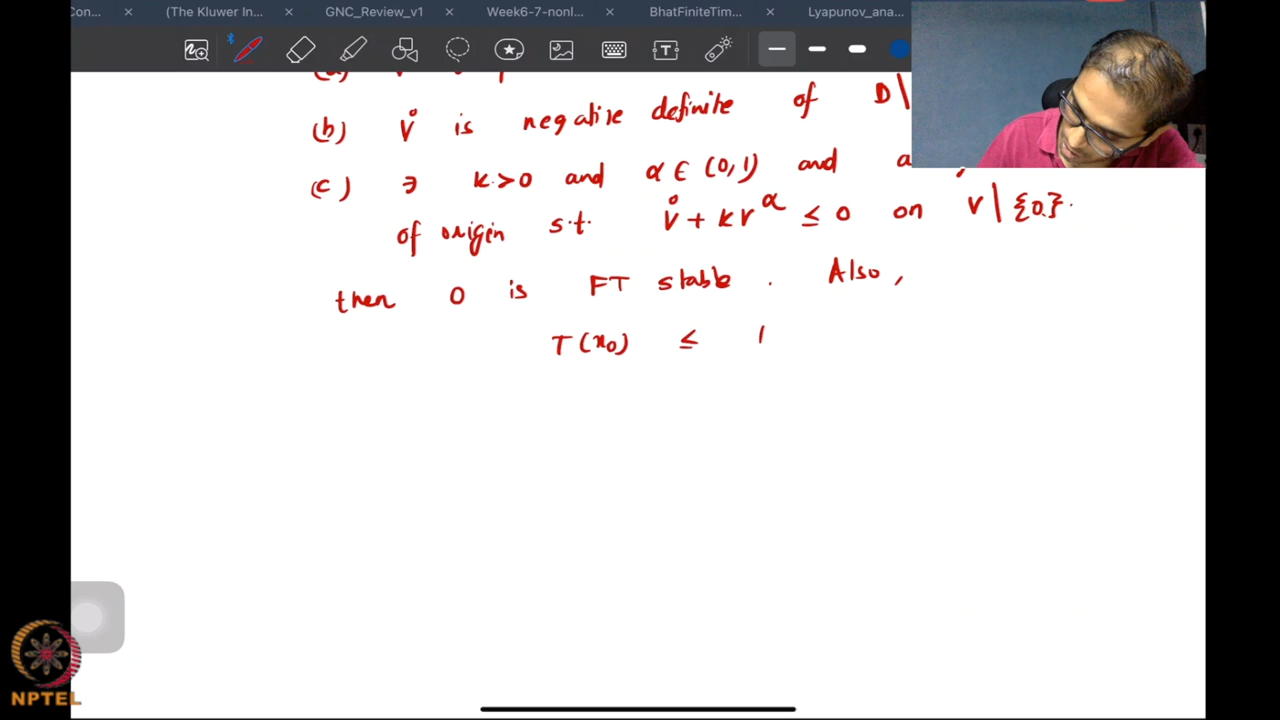 Con... × (The Kluwer In... × GNC_Review_v1 × Week6-7-nonl... × BhatFiniteTim... × Lyapunov_ana...
(b) V̊ is negative definite of D\
(c) ∃ k > 0 and α ∈ (0,1) and a
of origin s.t. V̊ + kV^α ≤ 0 on V\{0}.
then 0 is FT stable. Also,
T(x₀) ≤ 1
NPTEL